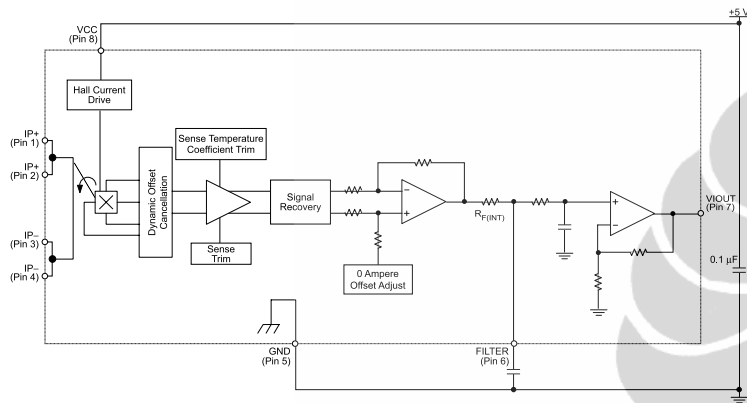 +5 V
VCC
(Pin 8)
Hall Current
Drive
IP+
(Pin 1)
IP+
(Pin 2)
IP−
(Pin 3)
IP−
(Pin 4)
Dynamic Offset
Cancellation
Sense Temperature
Coefficient Trim
Sense
Trim
Signal
Recovery
0 Ampere
Offset Adjust
−
+
RF(INT)
+
−
VIOUT
(Pin 7)
0.1 µF
GND
(Pin 5)
FILTER
(Pin 6)